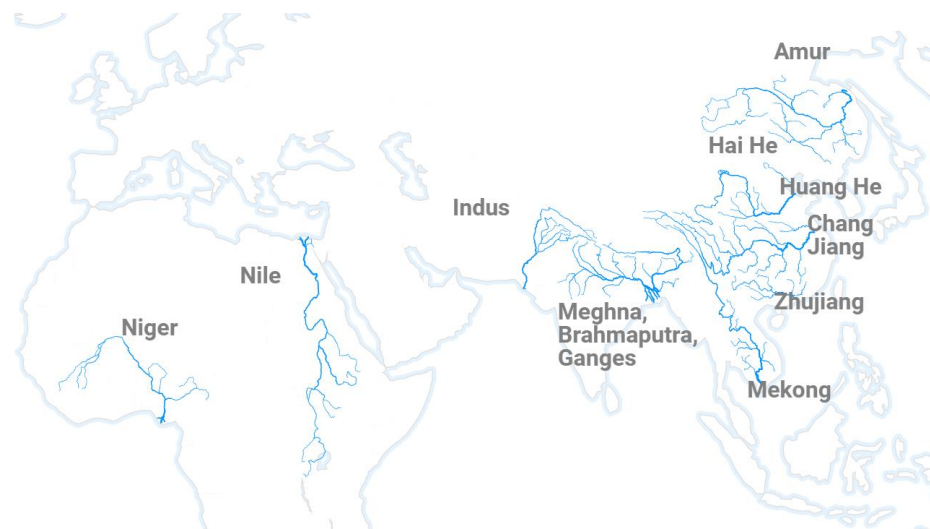 Amur
Hai He
Huang He
Indus
Chang
Jiang
Nile
Zhujiang
Meghna,
Brahmaputra,
Ganges
Niger
Mekong